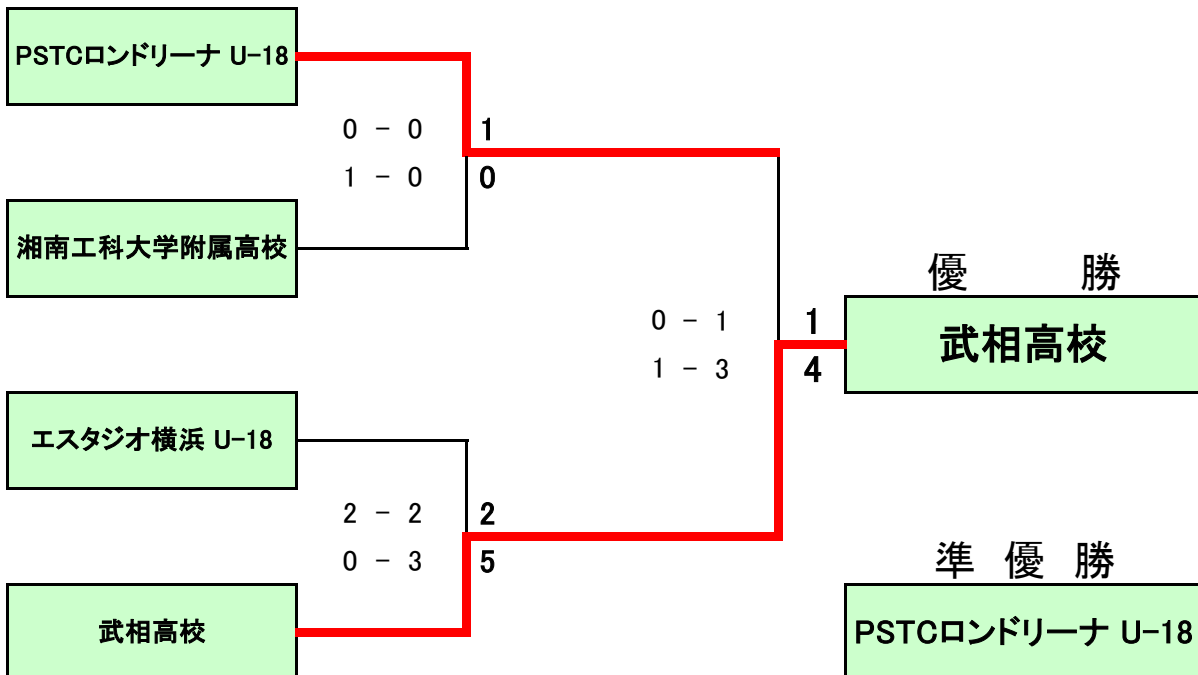 PSTCロンドリーナ U-18
0 - 0
1
1 - 0
0
湘南工科大学附属高校
優 勝
0 - 1
1
武相高校
1 - 3
4
エスタジオ横浜 U-18
2 - 2
2
0 - 3
5
準 優 勝
武相高校
PSTCロンドリーナ U-18